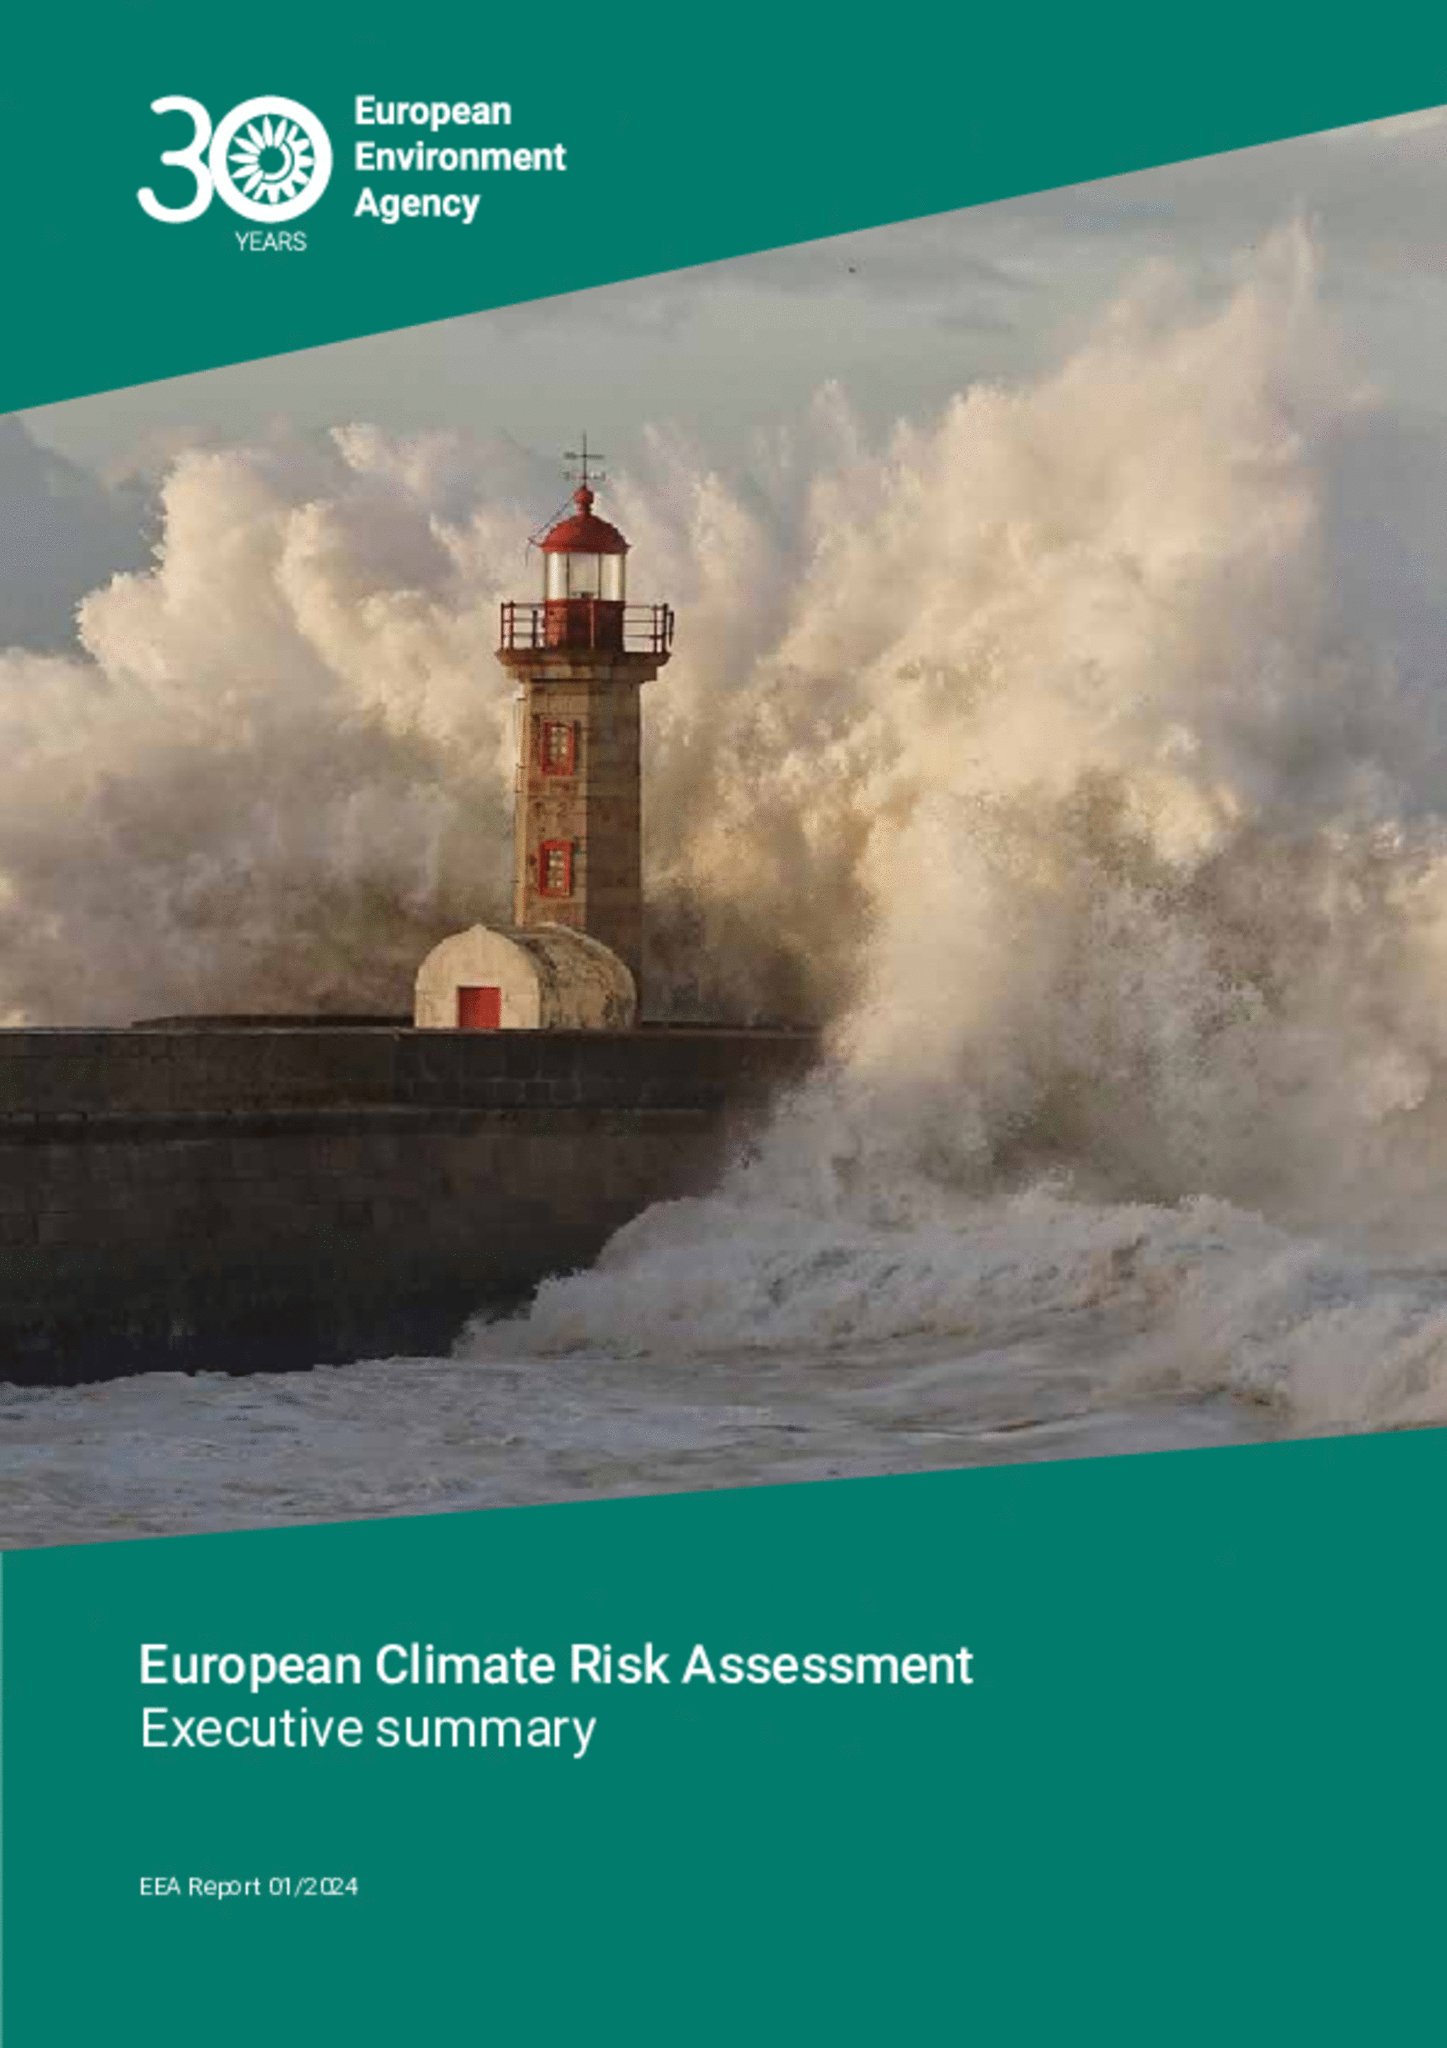 30
YEARS
European
Environment
Agency
European Climate Risk Assessment
Executive summary
EEA Report 01/2024